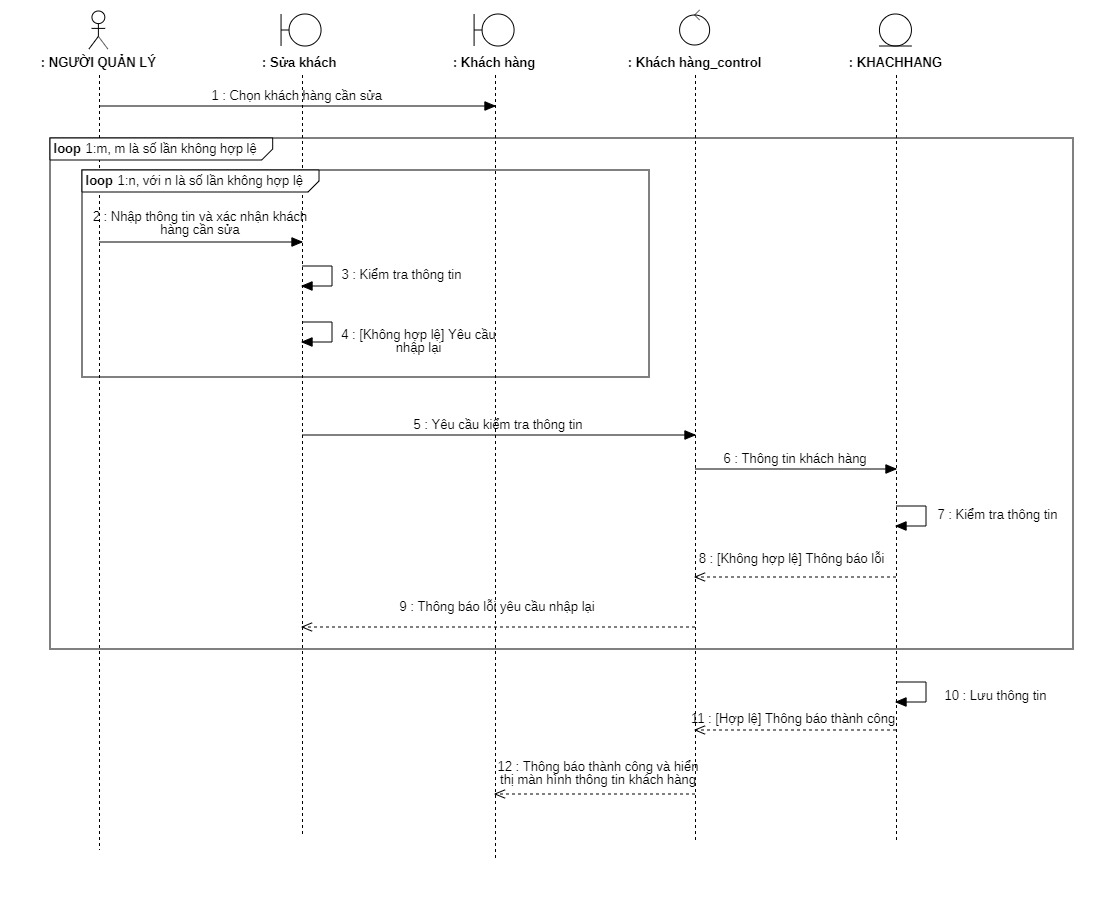 : NGƯỜI QUẢN LÝ
: Sửa khách
: Khách hàng
: Khách hàng_control
: KHACHHANG
1 : Chọn khách hàng cần sửa
loop 1:m, m là số lần không hợp lệ
loop 1:n, với n là số lần không hợp lệ
2 : Nhập thông tin và xác nhận khách
hàng cần sửa
3 : Kiểm tra thông tin
4 : [Không hợp lệ] Yêu cầu
nhập lại
5 : Yêu cầu kiểm tra thông tin
6 : Thông tin khách hàng
7 : Kiểm tra thông tin
8 : [Không hợp lệ] Thông báo lỗi
9 : Thông báo lỗi yêu cầu nhập lại
10 : Lưu thông tin
11 : [Hợp lệ] Thông báo thành công
12 : Thông báo thành công và hiển
thị màn hình thông tin khách hàng